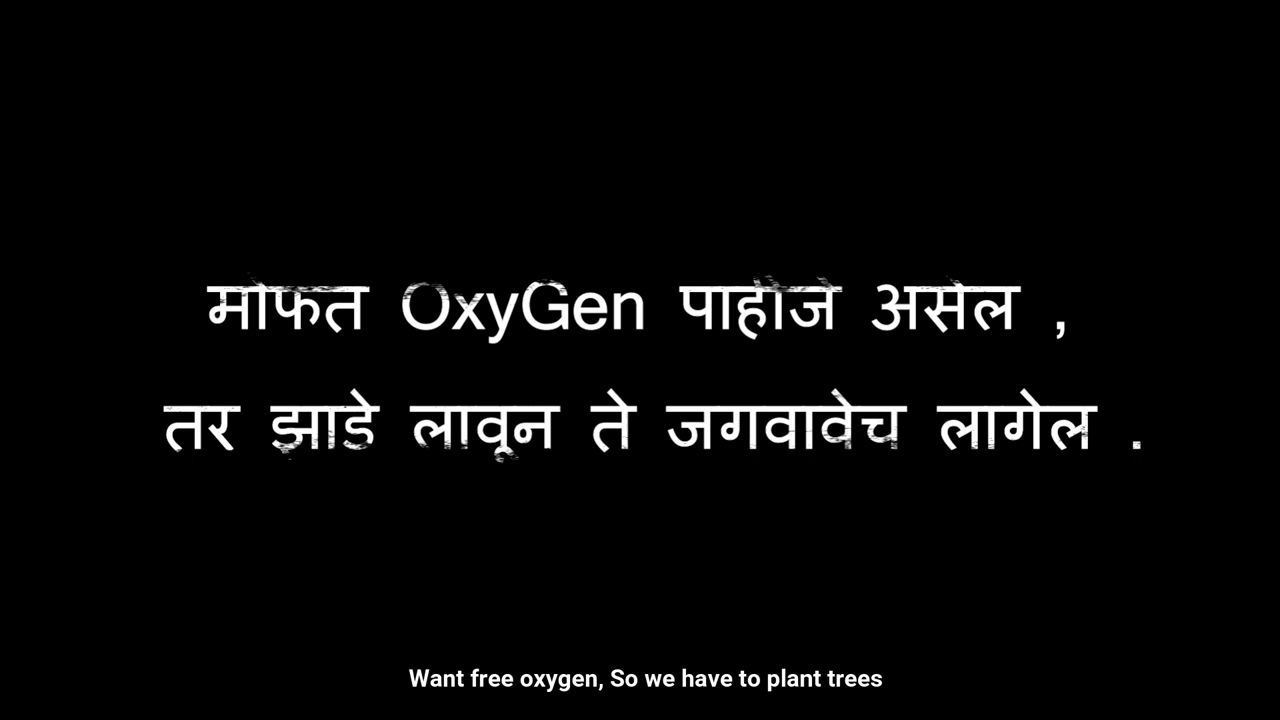 मोफत OxyGen पाहीजे असेल ,
तर झाडे लावून ते जगवावेच लागेल .
Want free oxygen, So we have to plant trees